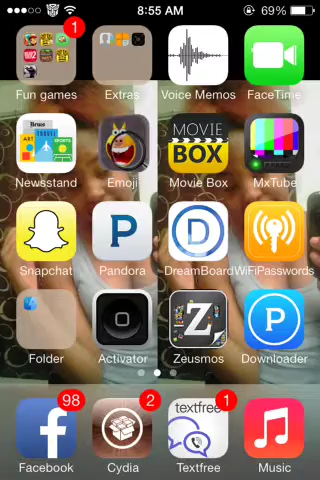 8:55 AM 69%
1
Fun games Extras Voice Memos FaceTime
News
ART TRAVEL SPORTS
MOVIE
BOX
Newsstand Emoji Movie Box MxTube
P D
Snapchat Pandora DreamBoard WiFiPasswords
Z P
Folder Activator Zeusmos Downloader
98 2 1
textfree
f
Facebook Cydia Textfree Music